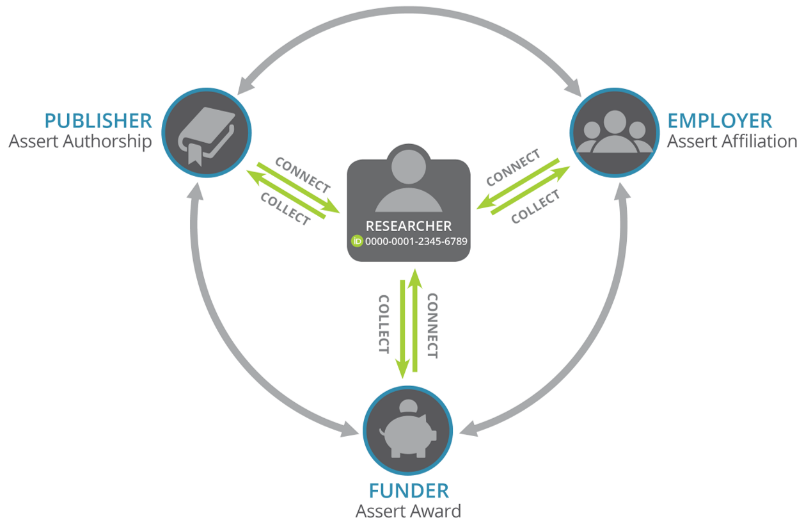 PUBLISHER
Assert Authorship
EMPLOYER
Assert Affiliation
CONNECT
COLLECT
CONNECT
COLLECT
RESEARCHER
iD 0000-0001-2345-6789
COLLECT
CONNECT
FUNDER
Assert Award